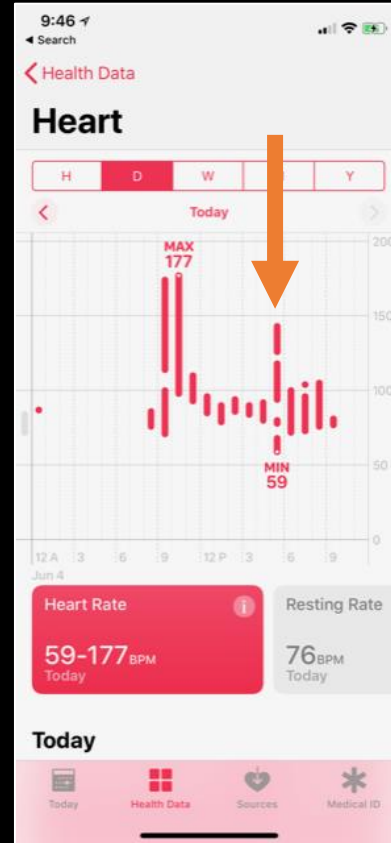 9:46
Search
Health Data
Heart
H D W Y
Today
MAX
177
200
150
100
50
0
MIN
59
12 A 3 6 9 12 P 3 6 9
Jun 4
Heart Rate
59-177 BPM
Today
Resting Rate
76 BPM
Today
Today
Today Health Data Sources Medical ID